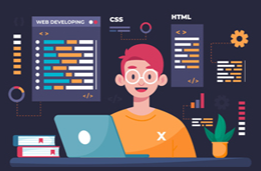 WEB DEVELOPING
CSS
HTML
< >
< >
</>
</>
X